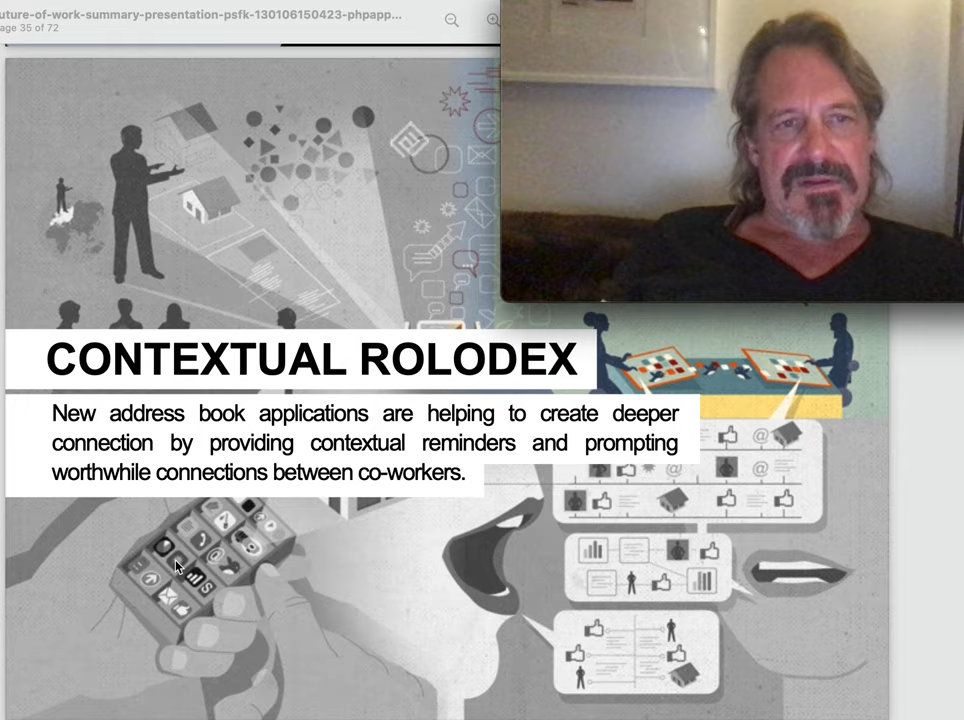 uture-of-work-summary-presentation-psfk-130106150423-phpapp...
age 35 of 72
CONTEXTUAL ROLODEX
New address book applications are helping to create deeper
connection by providing contextual reminders and prompting
worthwhile connections between co-workers.